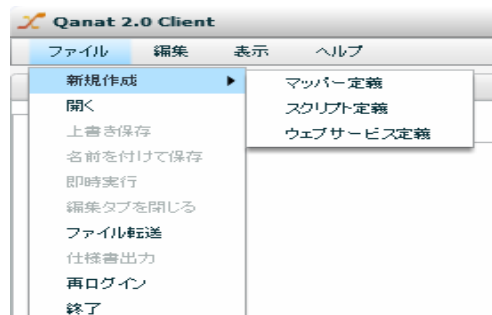 Qanat 2.0 Client
ファイル 編集 表示 ヘルプ
新規作成
マッパー定義
スクリプト定義
ウェブサービス定義
開く
上書き保存
名前を付けて保存
即時実行
編集タブを閉じる
ファイル転送
仕様書出力
再ログイン
終了